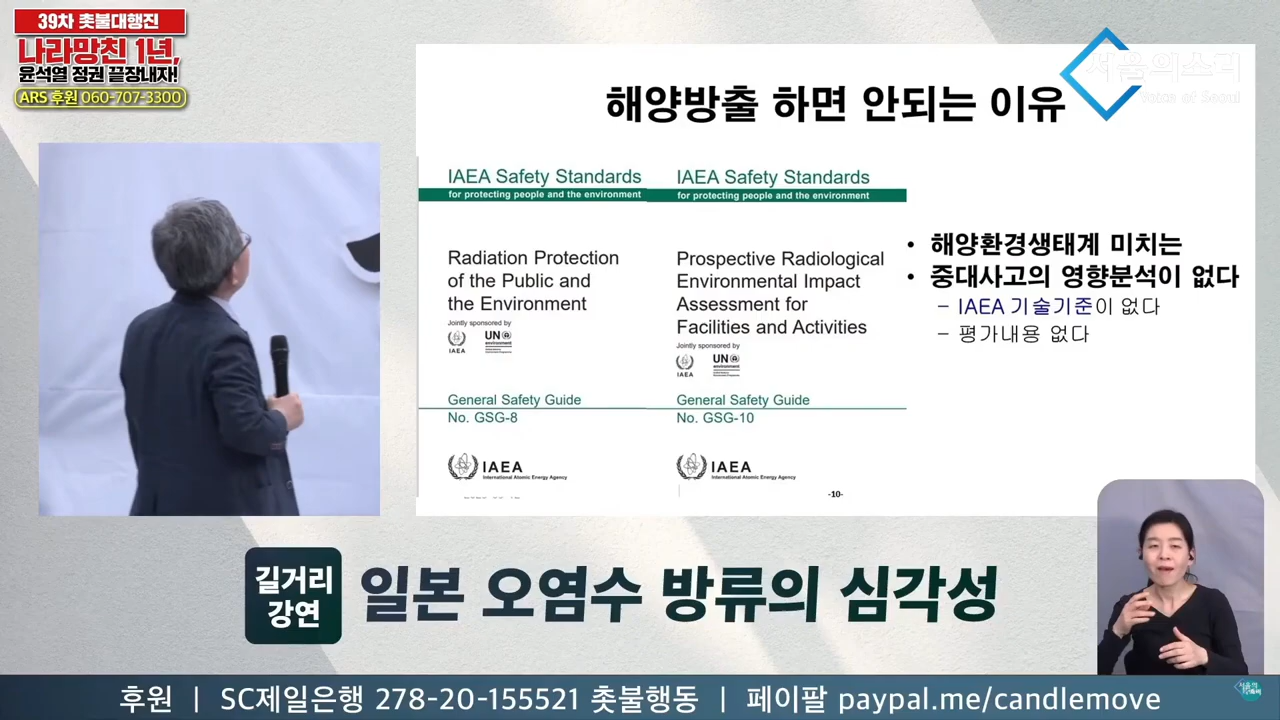 39차 촛불대행진
나라망친 1년,
윤석열 정권 끝장내자!
ARS 후원 060-707-3300
서울의소리
Voice of Seoul
해양방출 하면 안되는 이유
IAEA Safety Standards
for protecting people and the environment
Radiation Protection
of the Public and
the Environment
Jointly sponsored by
IAEA
UN
environment
General Safety Guide
No. GSG-8
IAEA
International Atomic Energy Agency
IAEA Safety Standards
for protecting people and the environment
Prospective Radiological
Environmental Impact
Assessment for
Facilities and Activities
Jointly sponsored by
IAEA
UN
environment
General Safety Guide
No. GSG-10
IAEA
International Atomic Energy Agency
• 해양환경생태계 미치는
• 중대사고의 영향분석이 없다
– IAEA 기술기준이 없다
– 평가내용 없다
-10-
길거리
강연
일본 오염수 방류의 심각성
후원 | SC제일은행 278-20-155521 촛불행동 | 페이팔 paypal.me/candlemove